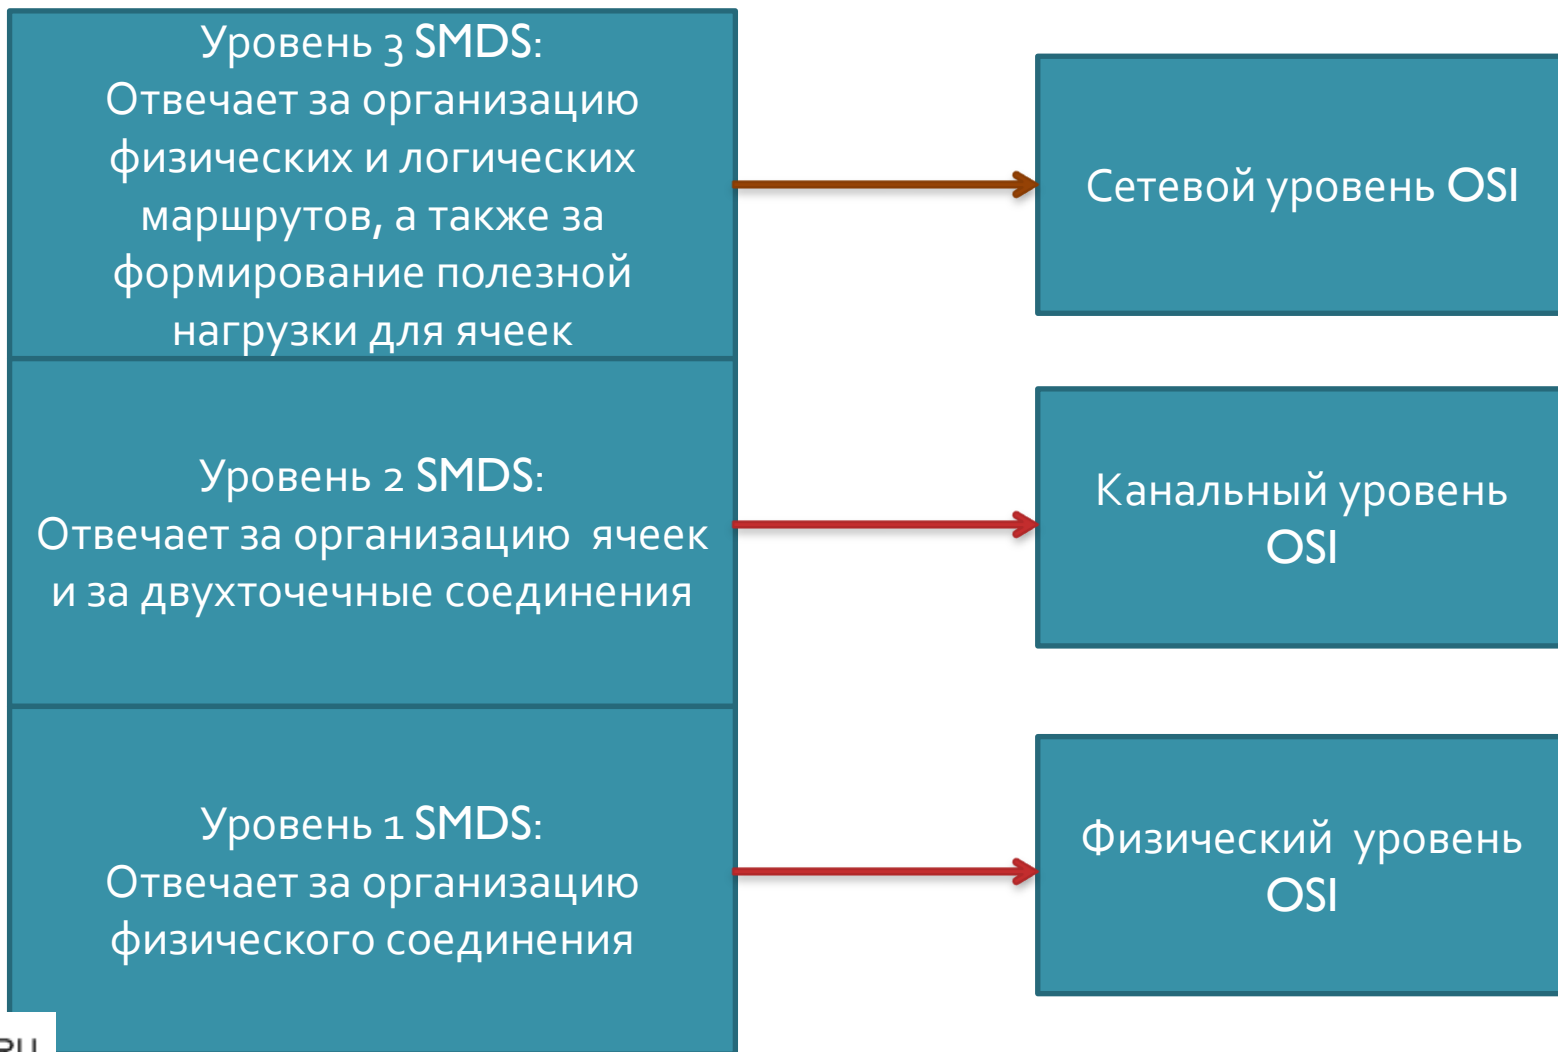 Уровень 3 SMDS:
Отвечает за организацию
физических и логических
маршрутов, а также за
формирование полезной
нагрузки для ячеек
Сетевой уровень OSI
Уровень 2 SMDS:
Отвечает за организацию ячеек
и за двухточечные соединения
Канальный уровень
OSI
Уровень 1 SMDS:
Отвечает за организацию
физического соединения
Физический уровень
OSI